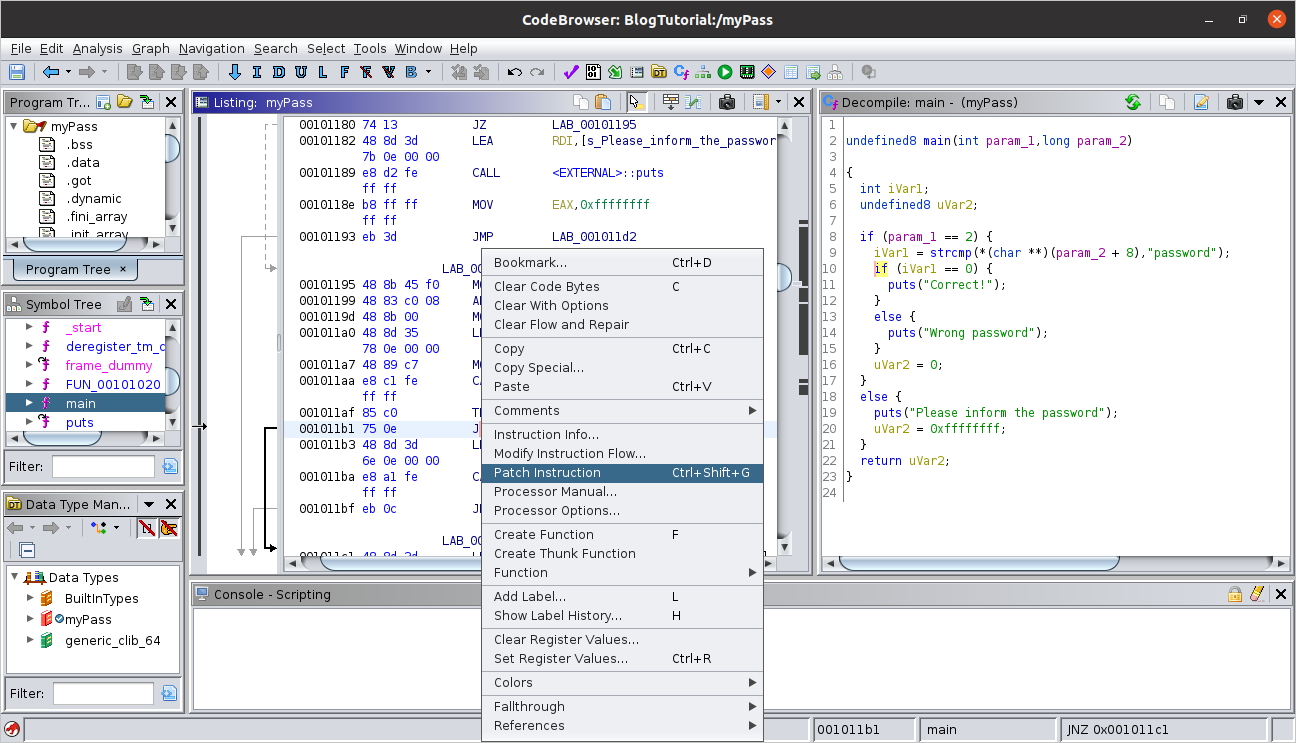 CodeBrowser: BlogTutorial:/myPass
File Edit Analysis Graph Navigation Search Select Tools Window Help
I D U L F V B
Program Tr...
myPass
.bss
.data
.got
.dynamic
.fini_array
.init_array
Program Tree ×
Symbol Tree
f _start
f deregister_tm_c
f frame_dummy
f FUN_00101020
f main
f puts
Filter:
Data Type Man...
Data Types
BuiltInTypes
myPass
generic_clib_64
Filter:
Listing: myPass
00101180 74 13 JZ LAB_00101195
00101182 48 8d 3d LEA RDI,[s_Please_inform_the_passwor
7b 0e 00 00
00101189 e8 d2 fe CALL <EXTERNAL>::puts
ff ff
0010118e b8 ff ff MOV EAX,0xffffffff
ff ff
00101193 eb 3d JMP LAB_001011d2
LAB_00
00101195 48 8b 45 f0 M
00101199 48 83 c0 08 A
0010119d 48 8b 00 M
001011a0 48 8d 35 L
78 0e 00 00
001011a7 48 89 c7 M
001011aa e8 c1 fe C
ff ff
001011af 85 c0 T
001011b1 75 0e J
001011b3 48 8d 3d L
6e 0e 00 00
001011ba e8 a1 fe C
ff ff
001011bf eb 0c J
LAB_00
001011c1 48 8d 3d
Bookmark... Ctrl+D
Clear Code Bytes C
Clear With Options
Clear Flow and Repair
Copy Ctrl+C
Copy Special...
Paste Ctrl+V
Comments
Instruction Info...
Modify Instruction Flow...
Patch Instruction Ctrl+Shift+G
Processor Manual...
Processor Options...
Create Function F
Create Thunk Function
Function
Add Label... L
Show Label History... H
Clear Register Values...
Set Register Values... Ctrl+R
Colors
Fallthrough
References
Decompile: main - (myPass)
1
2 undefined8 main(int param_1,long param_2)
3
4 {
5 int iVar1;
6 undefined8 uVar2;
7
8 if (param_1 == 2) {
9 iVar1 = strcmp(*(char **)(param_2 + 8),"password");
10 if (iVar1 == 0) {
11 puts("Correct!");
12 }
13 else {
14 puts("Wrong password");
15 }
16 uVar2 = 0;
17 }
18 else {
19 puts("Please inform the password");
20 uVar2 = 0xffffffff;
21 }
22 return uVar2;
23 }
24
Console - Scripting
001011b1 main JNZ 0x001011c1